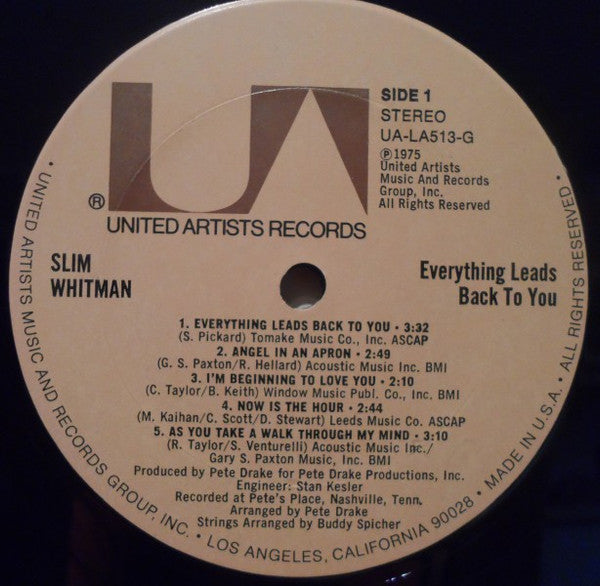 UA
®
UNITED ARTISTS RECORDS
SIDE 1
STEREO
UA-LA513-G
℗1975
United Artists
Music And Records
Group, Inc.
All Rights Reserved
SLIM
WHITMAN
Everything Leads
Back To You
1. EVERYTHING LEADS BACK TO YOU • 3:32
(S. Pickard) Tomake Music Co., Inc. ASCAP
2. ANGEL IN AN APRON • 2:49
(G. S. Paxton/R. Hellard) Acoustic Music Inc. BMI
3. I'M BEGINNING TO LOVE YOU • 2:10
(C. Taylor/B. Keith) Window Music Publ. Co., Inc. BMI
4. NOW IS THE HOUR • 2:44
(M. Kaihan/C. Scott/D. Stewart) Leeds Music Co. ASCAP
5. AS YOU TAKE A WALK THROUGH MY MIND • 3:10
(R. Taylor/S. Venturelli) Acoustic Music Inc./
Gary S. Paxton Music, Inc. BMI
Produced by Pete Drake for Pete Drake Productions, Inc.
Engineer: Stan Kesler
Recorded at Pete's Place, Nashville, Tenn.
Arranged by Pete Drake
Strings Arranged by Buddy Spicher
• UNITED ARTISTS MUSIC AND RECORDS GROUP, INC. • LOS ANGELES, CALIFORNIA 90028 • MADE IN U.S.A. • ALL RIGHTS RESERVED •